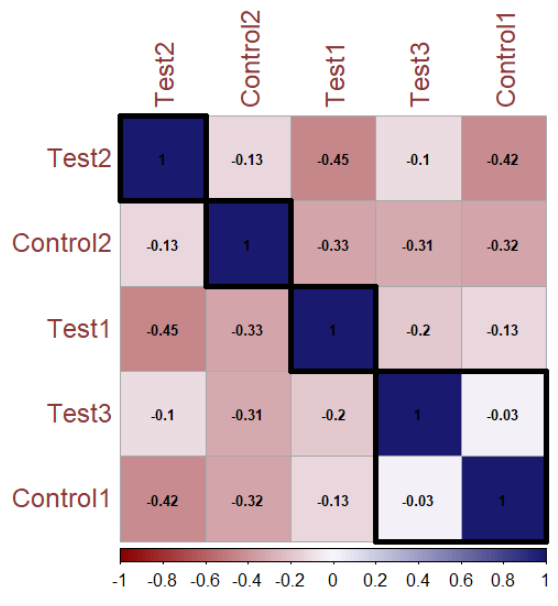 Test2 Control2 Test1 Test3 Control1
Test2 1 -0.13 -0.45 -0.1 -0.42
Control2 -0.13 1 -0.33 -0.31 -0.32
Test1 -0.45 -0.33 1 -0.2 -0.13
Test3 -0.1 -0.31 -0.2 1 -0.03
Control1 -0.42 -0.32 -0.13 -0.03 1
-1 -0.8 -0.6 -0.4 -0.2 0 0.2 0.4 0.6 0.8 1